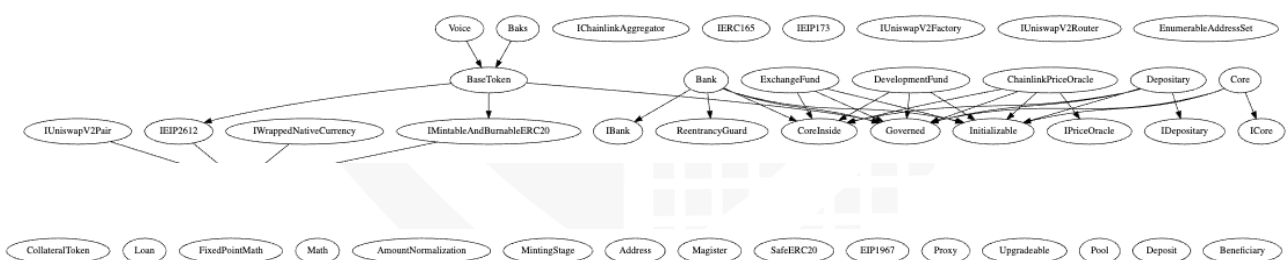 Voice Baks IChainlinkAggregator IERC165 IEIP173 IUniswapV2Factory IUniswapV2Router EnumerableAddressSet
BaseToken Bank ExchangeFund DevelopmentFund ChainlinkPriceOracle Depositary Core
IUniswapV2Pair IEIP2612 IWrappedNativeCurrency IMintableAndBurnableERC20 IBank ReentrancyGuard CoreInside Governed Initializable IPriceOracle IDepositary ICore
CollateralToken Loan FixedPointMath Math AmountNormalization MintingStage Address Magister SafeERC20 EIP1967 Proxy Upgradeable Pool Deposit Beneficiary